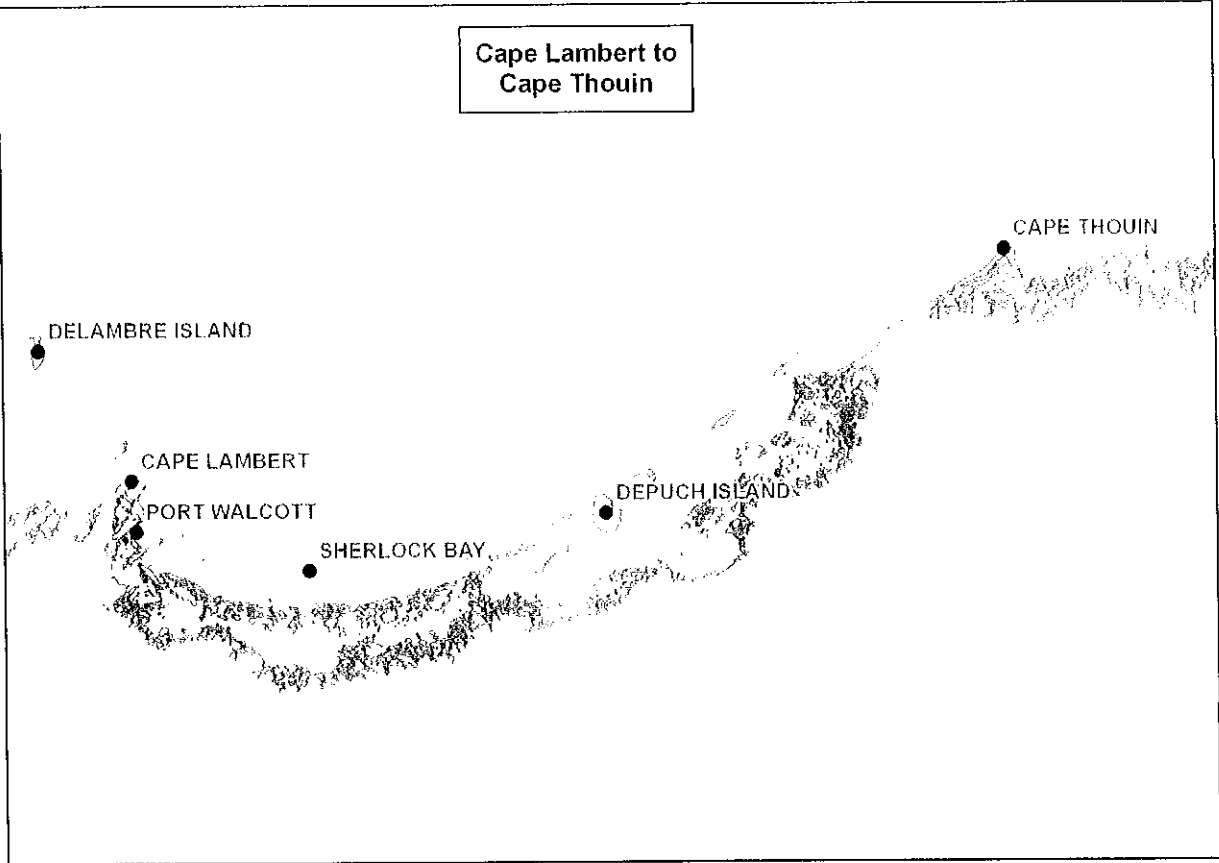 Cape Lambert to
Cape Thouin
CAPE THOUIN
DELAMBRE ISLAND
CAPE LAMBERT
DEPUCH ISLAND
PORT WALCOTT
SHERLOCK BAY